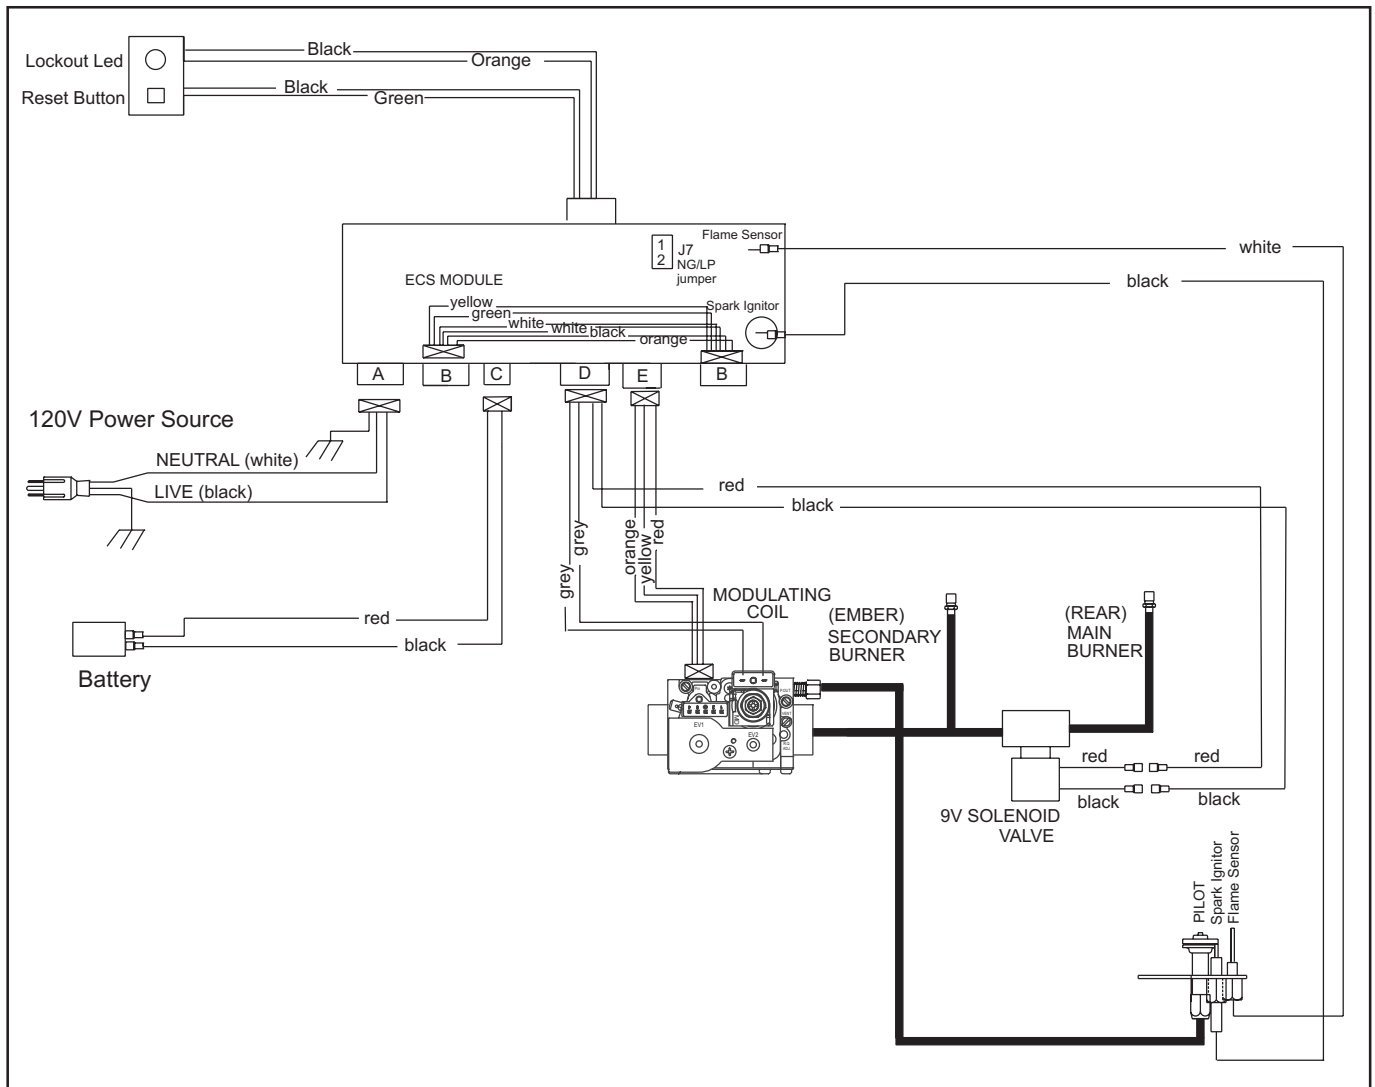 Lockout Led
Reset Button
Black
Orange
Black
Green
Flame Sensor
1
2
J7
NG/LP
jumper
ECS MODULE
Spark Ignitor
yellow
green
white
white
black
orange
A
B
C
D
E
B
white
black
120V Power Source
NEUTRAL (white)
LIVE (black)
red
black
grey
grey
orange
yellow
red
red
black
Battery
MODULATING
COIL
(EMBER)
SECONDARY
BURNER
(REAR)
MAIN
BURNER
EV1
EV2
red
red
black
black
9V SOLENOID
VALVE
PILOT
Spark Ignitor
Flame Sensor